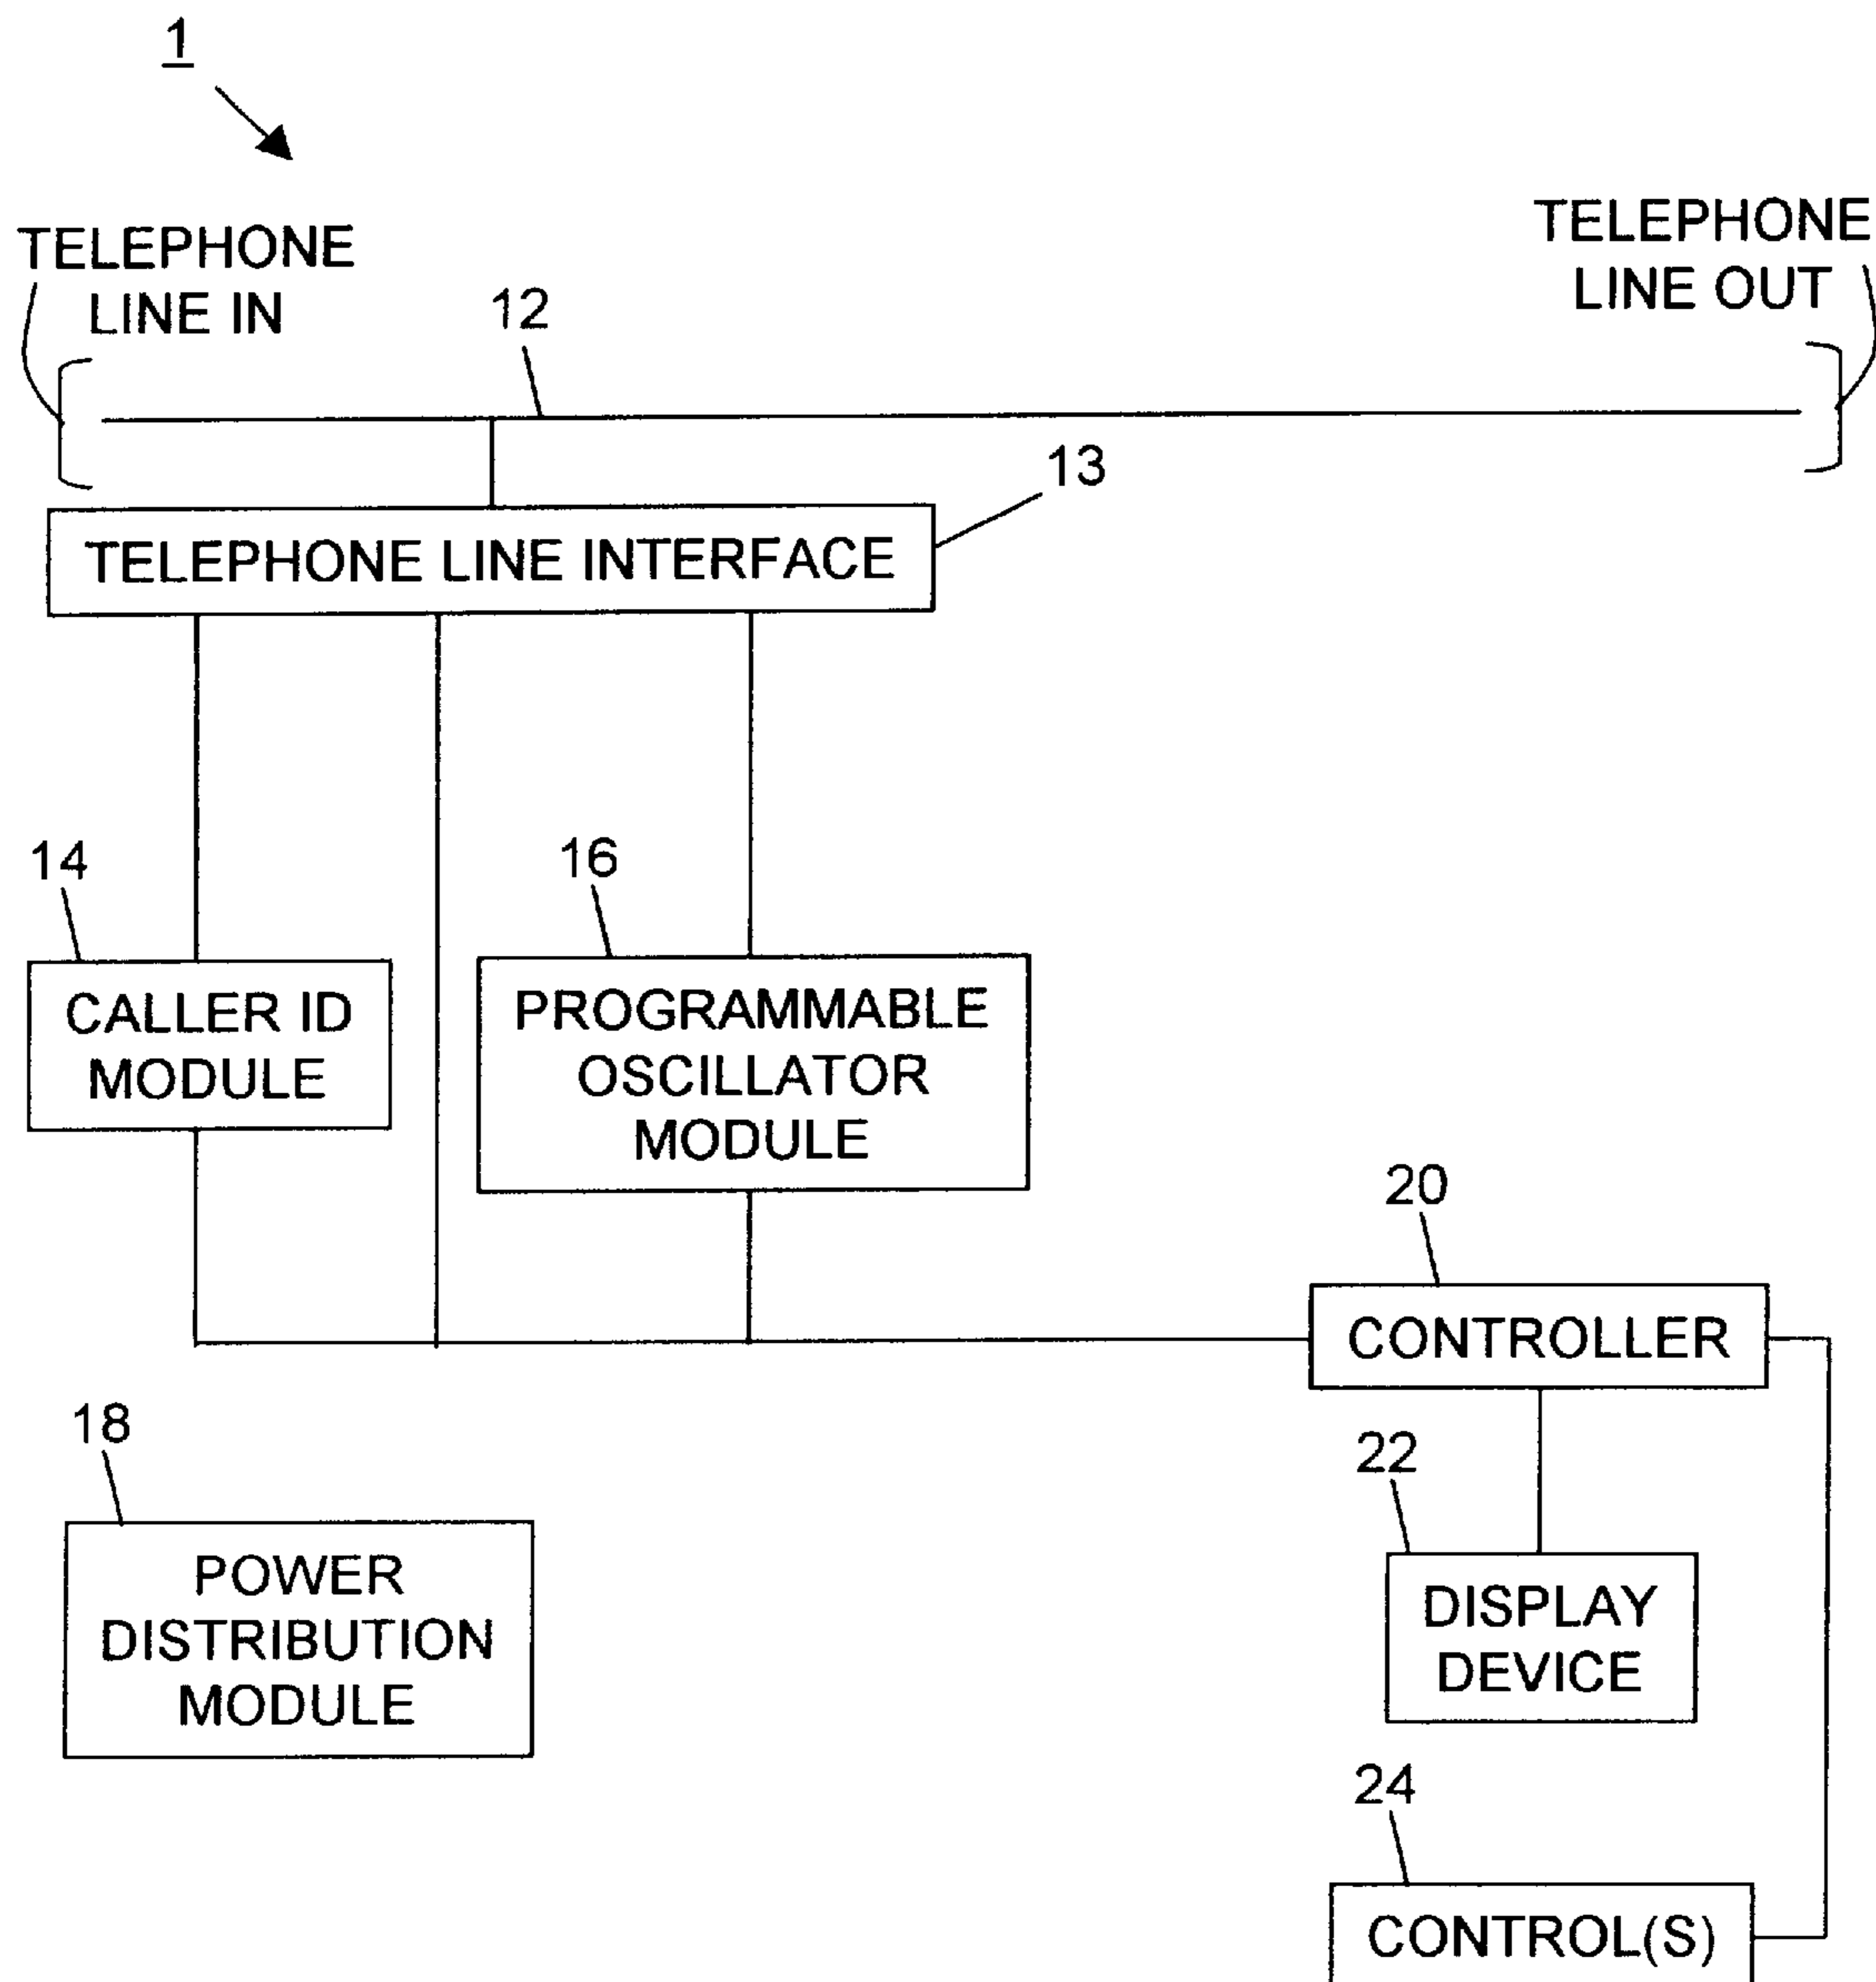 1
TELEPHONE
LINE IN
TELEPHONE
LINE OUT
12
13
TELEPHONE LINE INTERFACE
14
16
CALLER ID
MODULE
PROGRAMMABLE
OSCILLATOR
MODULE
20
CONTROLLER
18
22
POWER
DISTRIBUTION
MODULE
DISPLAY
DEVICE
24
CONTROL(S)